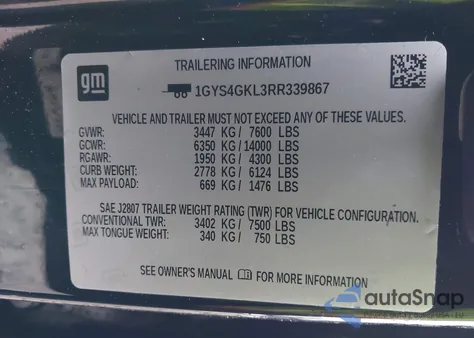 gm
TRAILERING INFORMATION
1GYS4GKL3RR339867
VEHICLE AND TRAILER MUST NOT EXCEED ANY OF THESE WEIGHTS.
GVWR: 3447 KG / 7600 LBS
GCWR: 6350 KG / 14000 LBS
RGAWR: 1950 KG / 4300 LBS
CURB WEIGHT: 2778 KG / 6124 LBS
MAX PAYLOAD: 669 KG / 1476 LBS
SAE J2807 TRAILER WEIGHT RATING (TWR) FOR VEHICLE CONFIGURATION.
CONVENTIONAL TWR: 3402 KG / 7500 LBS
MAX TONGUE WEIGHT: 340 KG / 750 LBS
SEE OWNER'S MANUAL FOR MORE INFORMATION
autoSnap